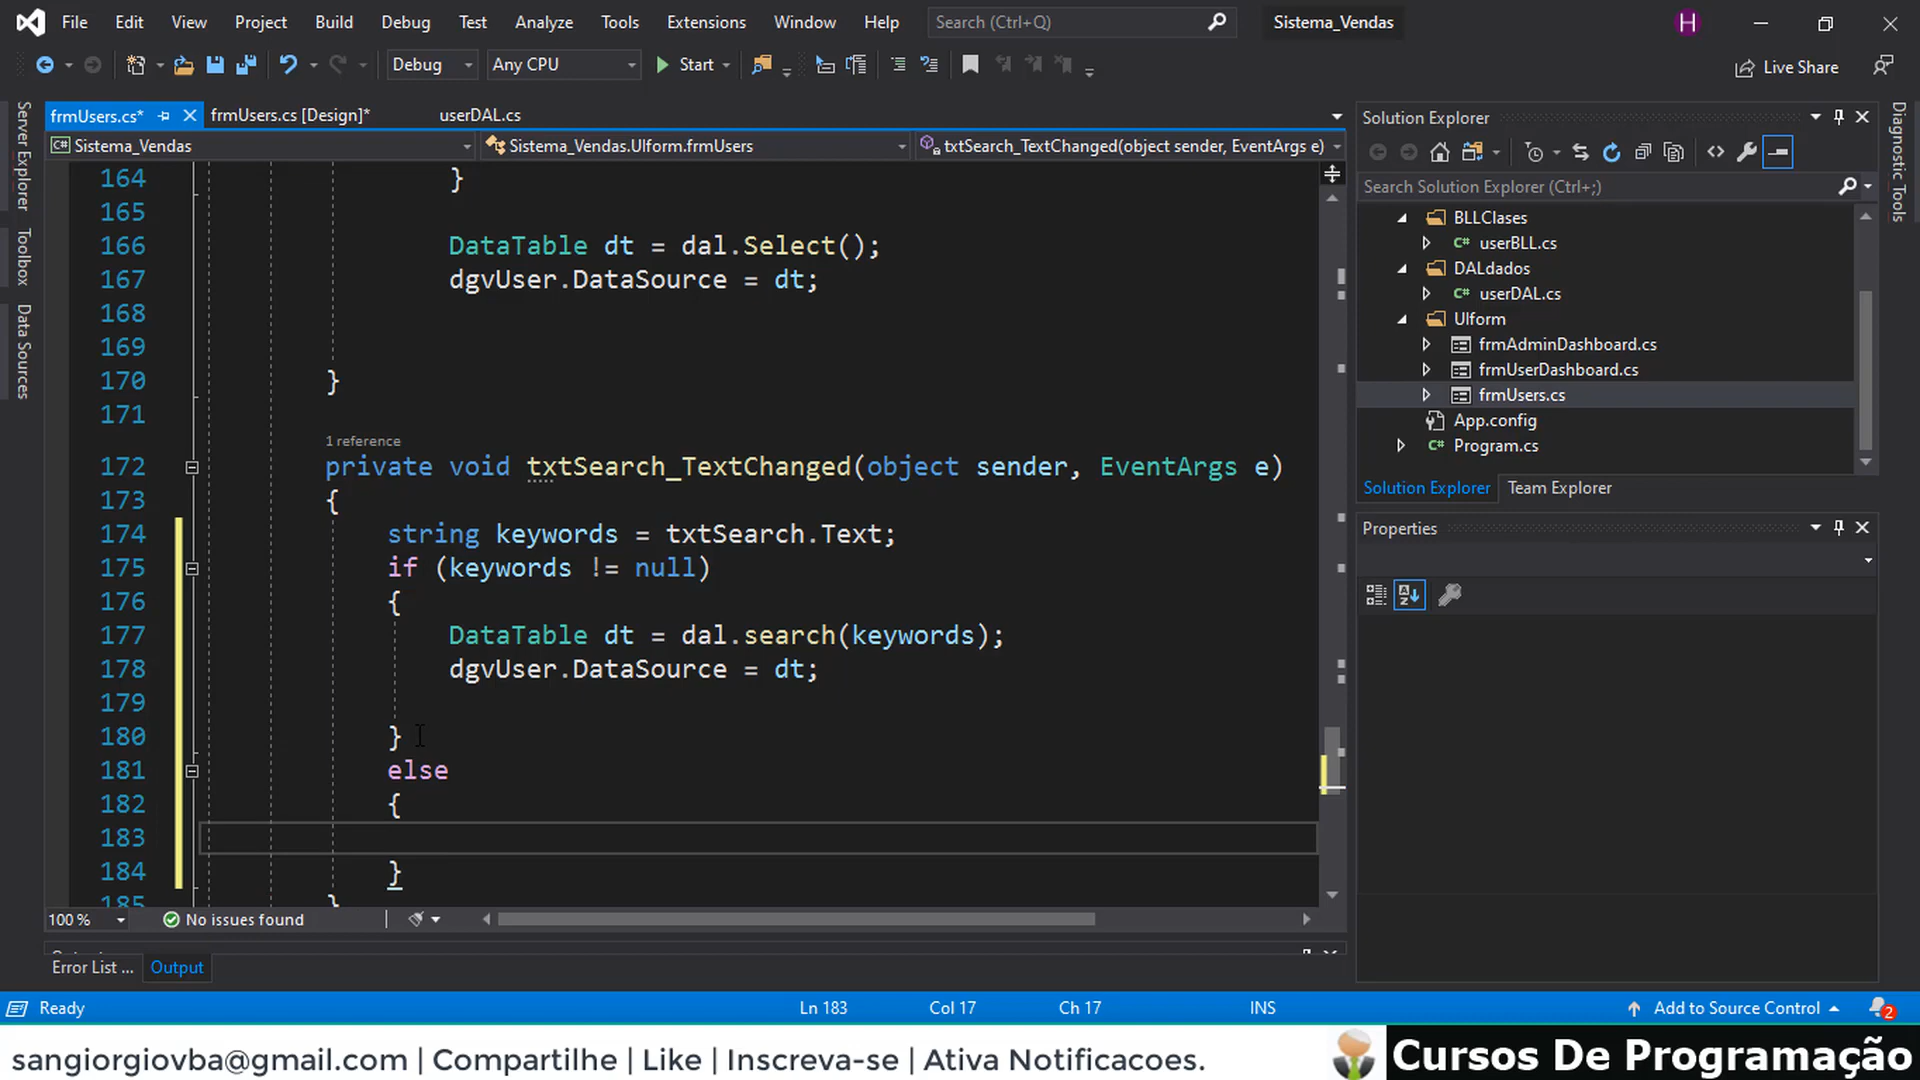 File Edit View Project Build Debug Test Analyze Tools Extensions Window Help Search (Ctrl+Q) Sistema_Vendas H
Debug Any CPU Start Live Share
Server Explorer
Toolbox
Data Sources
frmUsers.cs* frmUsers.cs [Design]* userDAL.cs
Sistema_Vendas Sistema_Vendas.UIform.frmUsers txtSearch_TextChanged(object sender, EventArgs e)
164 }
165
166 DataTable dt = dal.Select();
167 dgvUser.DataSource = dt;
168
169
170 }
171
1 reference
172 private void txtSearch_TextChanged(object sender, EventArgs e)
173 {
174 string keywords = txtSearch.Text;
175 if (keywords != null)
176 {
177 DataTable dt = dal.search(keywords);
178 dgvUser.DataSource = dt;
179
180 }
181 else
182 {
183
184 }
185 }
100 % No issues found
Error List ... Output
Solution Explorer
Search Solution Explorer (Ctrl+;)
BLLClases
C# userBLL.cs
DALdados
C# userDAL.cs
UIform
frmAdminDashboard.cs
frmUserDashboard.cs
frmUsers.cs
App.config
C# Program.cs
Solution Explorer Team Explorer
Properties
Diagnostic Tools
Ready Ln 183 Col 17 Ch 17 INS Add to Source Control 2
sangiorgiovba@gmail.com | Compartilhe | Like | Inscreva-se | Ativa Notificacoes.
Cursos De Programação